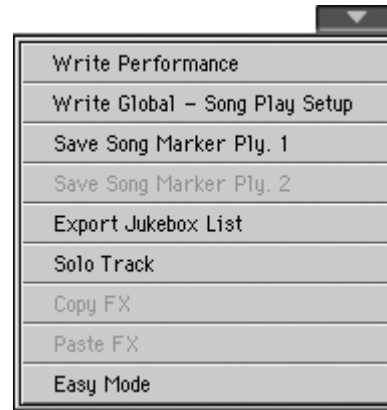 Write Performance
Write Global – Song Play Setup
Save Song Marker Ply. 1
Save Song Marker Ply. 2
Export Jukebox List
Solo Track
Copy FX
Paste FX
Easy Mode